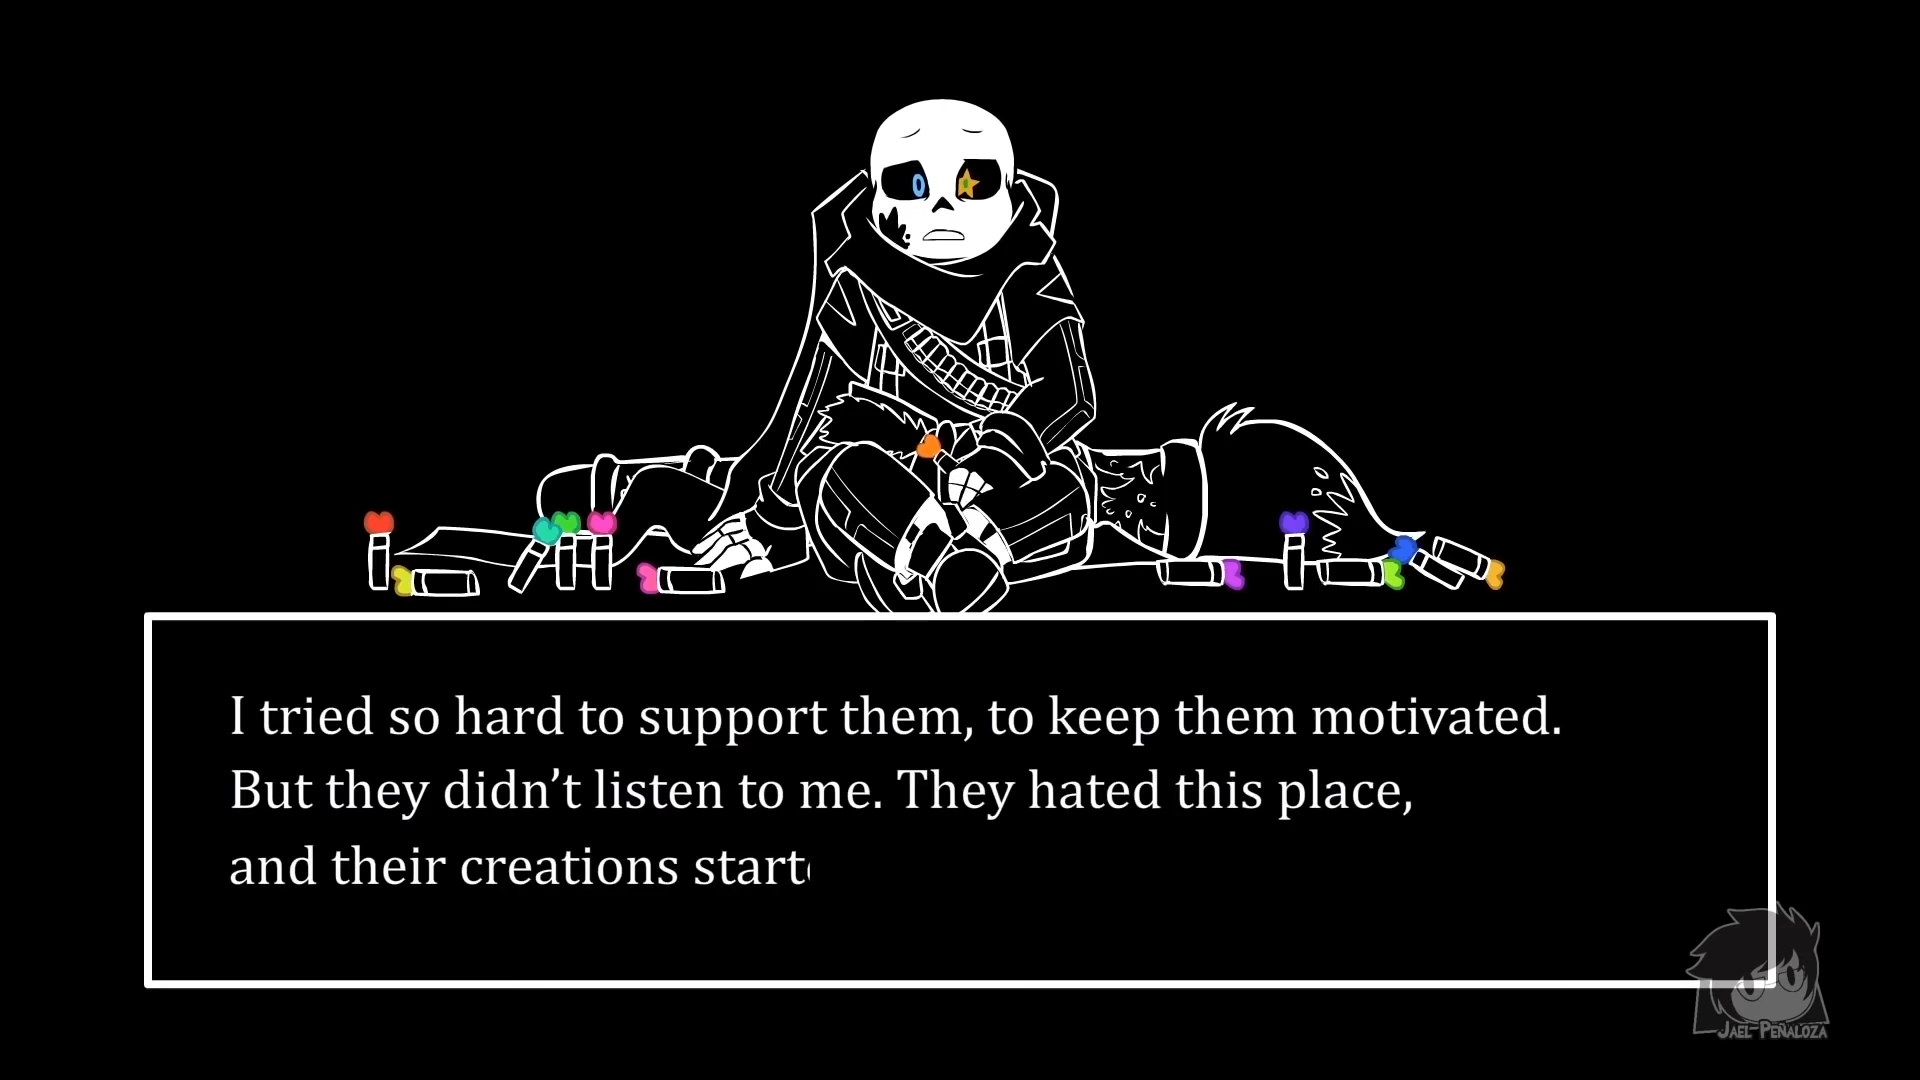 I tried so hard to support them, to keep them motivated.
But they didn’t listen to me. They hated this place,
and their creations start
JAEL-PEÑALOZA